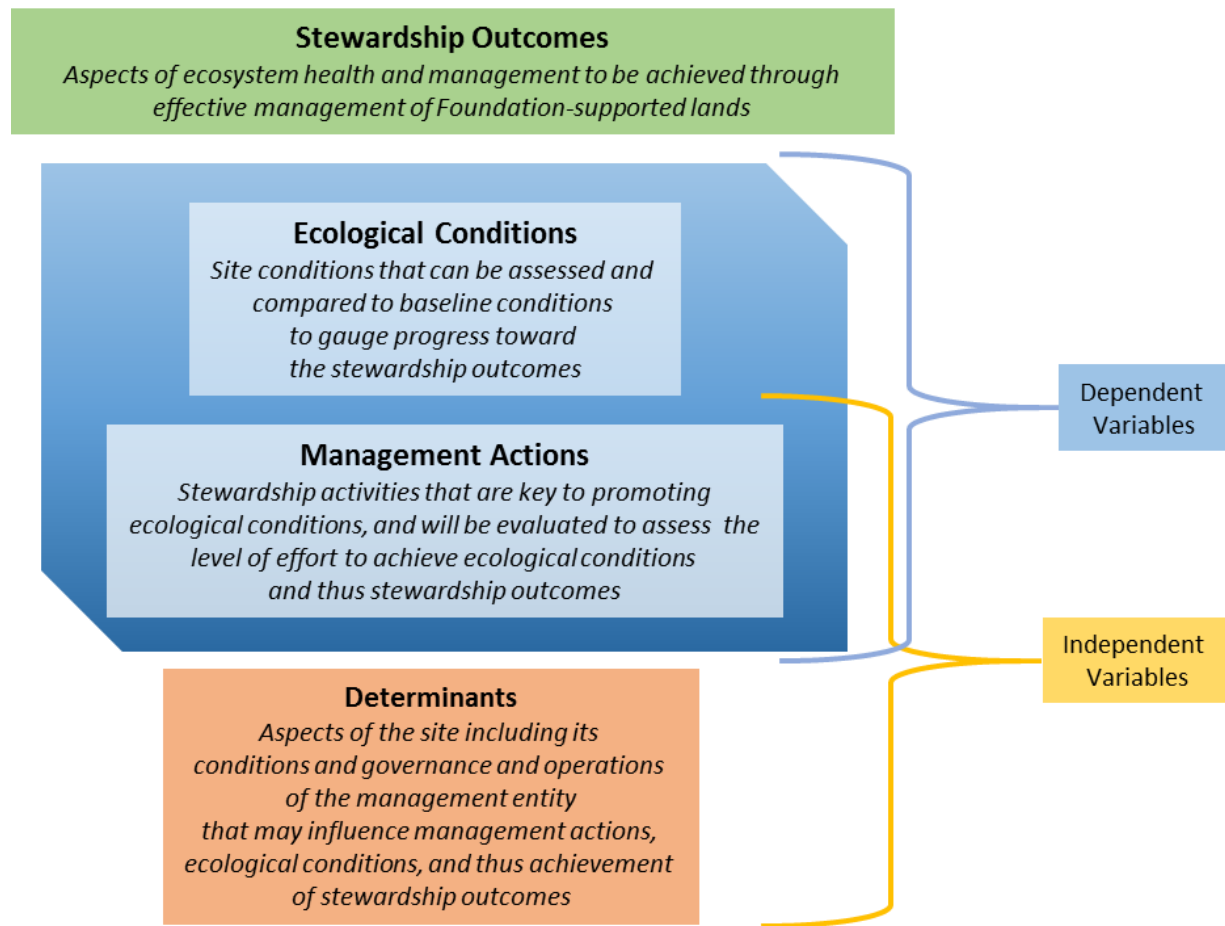 Stewardship Outcomes
Aspects of ecosystem health and management to be achieved through
effective management of Foundation-supported lands
Ecological Conditions
Site conditions that can be assessed and
compared to baseline conditions
to gauge progress toward
the stewardship outcomes
Management Actions
Stewardship activities that are key to promoting
ecological conditions, and will be evaluated to assess the
level of effort to achieve ecological conditions
and thus stewardship outcomes
Dependent
Variables
Independent
Variables
Determinants
Aspects of the site including its
conditions and governance and operations
of the management entity
that may influence management actions,
ecological conditions, and thus achievement
of stewardship outcomes